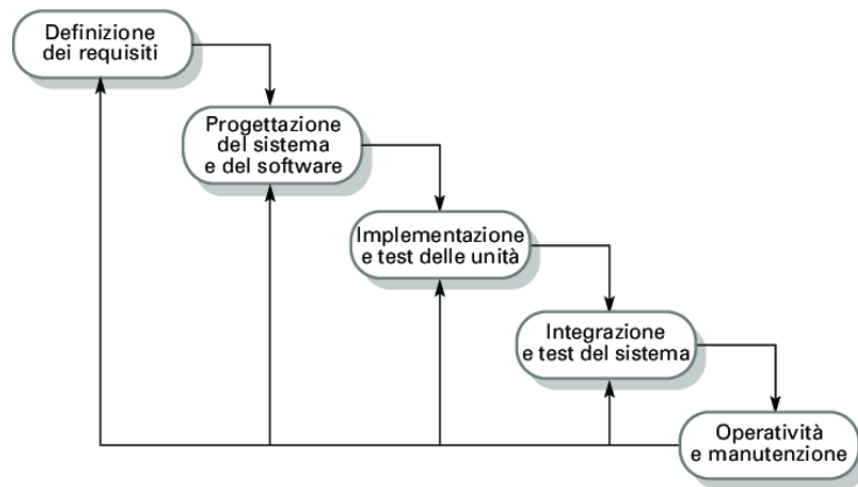 Definizione
dei requisiti
Progettazione
del sistema
e del software
Implementazione
e test delle unità
Integrazione
e test del sistema
Operatività
e manutenzione